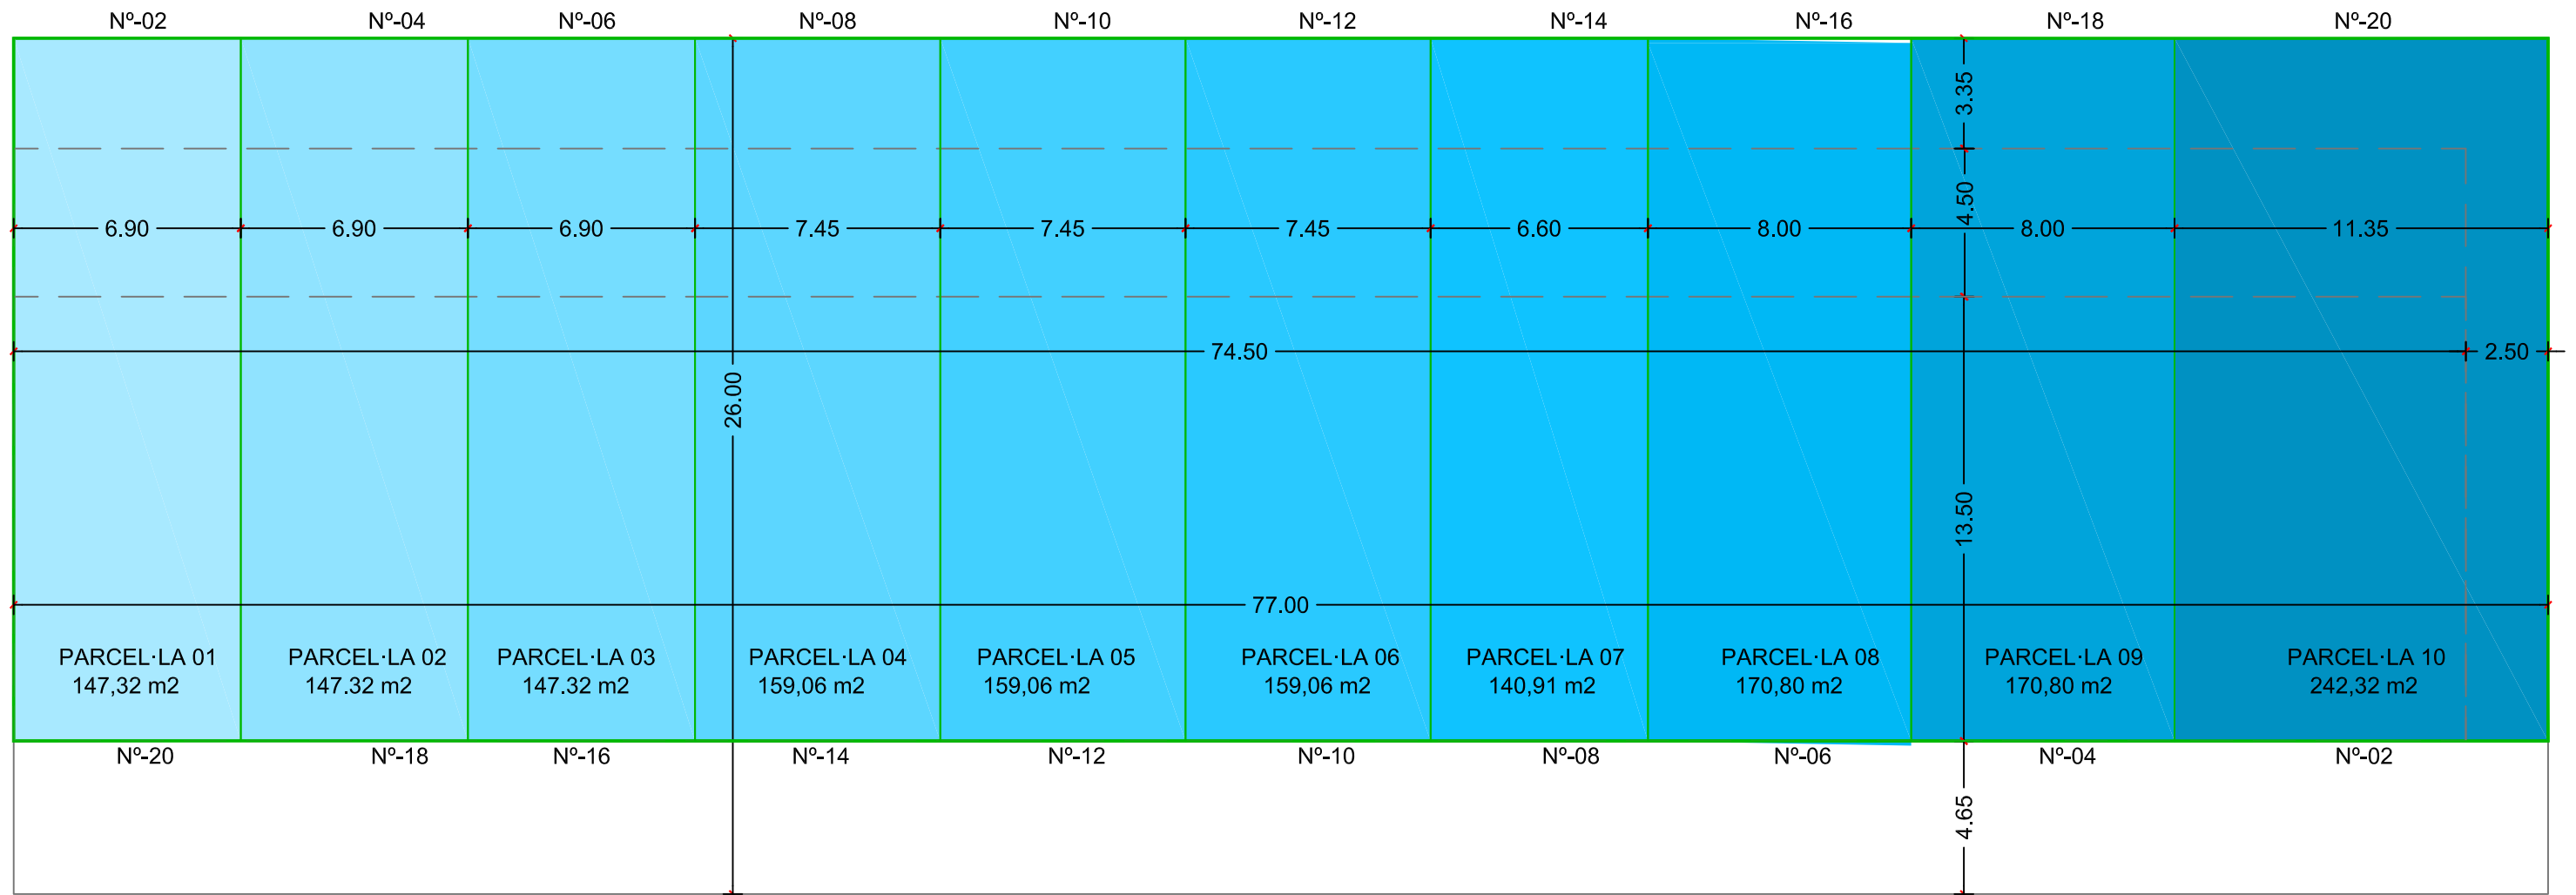 Nº-02 Nº-04 Nº-06 Nº-08 Nº-10 Nº-12 Nº-14 Nº-16 Nº-18 Nº-20
3.35
4.50
6.90 6.90 6.90 7.45 7.45 7.45 6.60 8.00 8.00 11.35
74.50 2.50
26.00
13.50
77.00
PARCEL·LA 01 PARCEL·LA 02 PARCEL·LA 03 PARCEL·LA 04 PARCEL·LA 05 PARCEL·LA 06 PARCEL·LA 07 PARCEL·LA 08 PARCEL·LA 09 PARCEL·LA 10
147,32 m2 147.32 m2 147.32 m2 159,06 m2 159,06 m2 159,06 m2 140,91 m2 170,80 m2 170,80 m2 242,32 m2
Nº-20 Nº-18 Nº-16 Nº-14 Nº-12 Nº-10 Nº-08 Nº-06 Nº-04 Nº-02
4.65